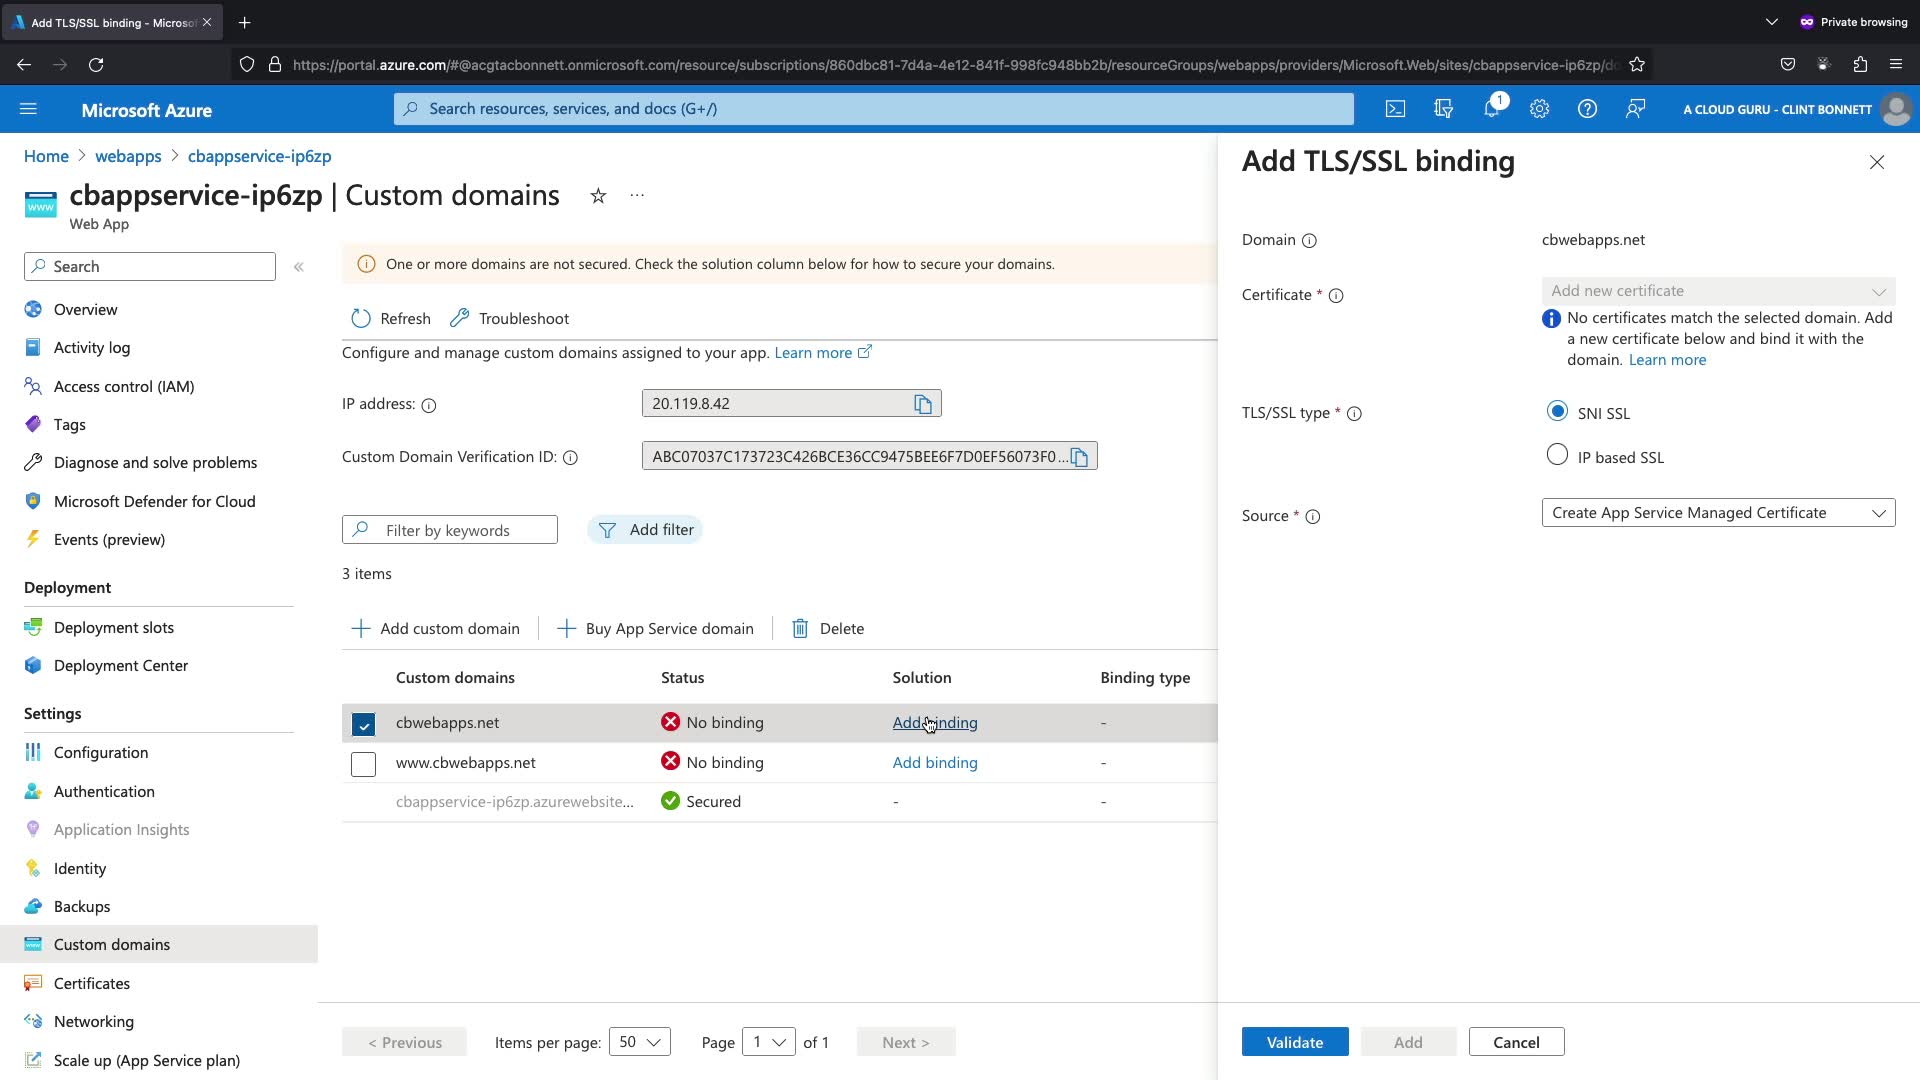 Add TLS/SSL binding - Microsof
Private browsing
https://portal.azure.com/#@acgtacbonnett.onmicrosoft.com/resource/subscriptions/860dbc81-7d4a-4e12-841f-998fc948bb2b/resourceGroups/webapps/providers/Microsoft.Web/sites/cbappservice-ip6zp/do
Microsoft Azure
Search resources, services, and docs (G+/)
1
A CLOUD GURU - CLINT BONNETT
Home > webapps > cbappservice-ip6zp
www
cbappservice-ip6zp | Custom domains
Web App
Search
Overview
Activity log
Access control (IAM)
Tags
Diagnose and solve problems
Microsoft Defender for Cloud
Events (preview)
Deployment
Deployment slots
Deployment Center
Settings
Configuration
Authentication
Application Insights
Identity
Backups
Custom domains
Certificates
Networking
Scale up (App Service plan)
One or more domains are not secured. Check the solution column below for how to secure your domains.
Refresh
Troubleshoot
Configure and manage custom domains assigned to your app. Learn more
IP address:
20.119.8.42
Custom Domain Verification ID:
ABC07037C173723C426BCE36CC9475BEE6F7D0EF56073F0...
Filter by keywords
Add filter
3 items
Add custom domain
Buy App Service domain
Delete
Custom domains Status Solution Binding type
cbwebapps.net No binding Add binding -
www.cbwebapps.net No binding Add binding -
cbappservice-ip6zp.azurewebsite... Secured - -
< Previous
Items per page: 50
Page 1 of 1
Next >
Add TLS/SSL binding
Domain
cbwebapps.net
Certificate *
Add new certificate
No certificates match the selected domain. Add
a new certificate below and bind it with the
domain. Learn more
TLS/SSL type *
SNI SSL
IP based SSL
Source *
Create App Service Managed Certificate
Validate
Add
Cancel